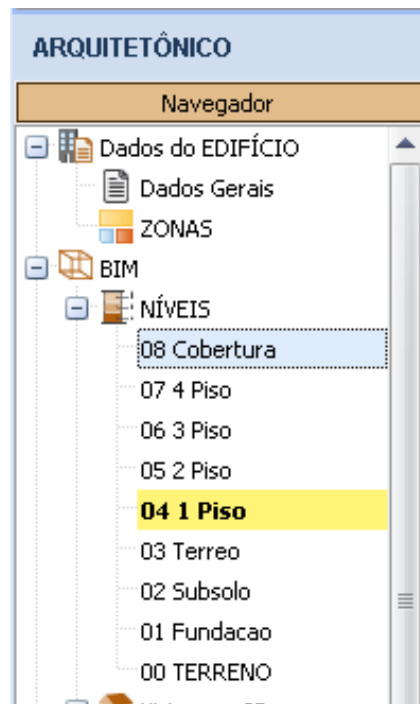 ARQUITETÔNICO
Navegador
Dados do EDIFÍCIO
Dados Gerais
ZONAS
BIM
NÍVEIS
08 Cobertura
07 4 Piso
06 3 Piso
05 2 Piso
04 1 Piso
03 Terreo
02 Subsolo
01 Fundacao
00 TERRENO